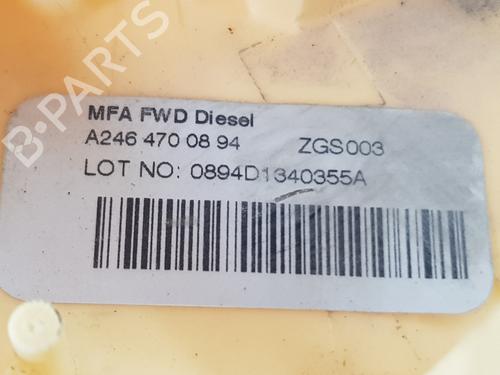 MFA FWD Diesel
A246 470 08 94 ZGS003
LOT NO: 0894D1340355A
B-PARTS